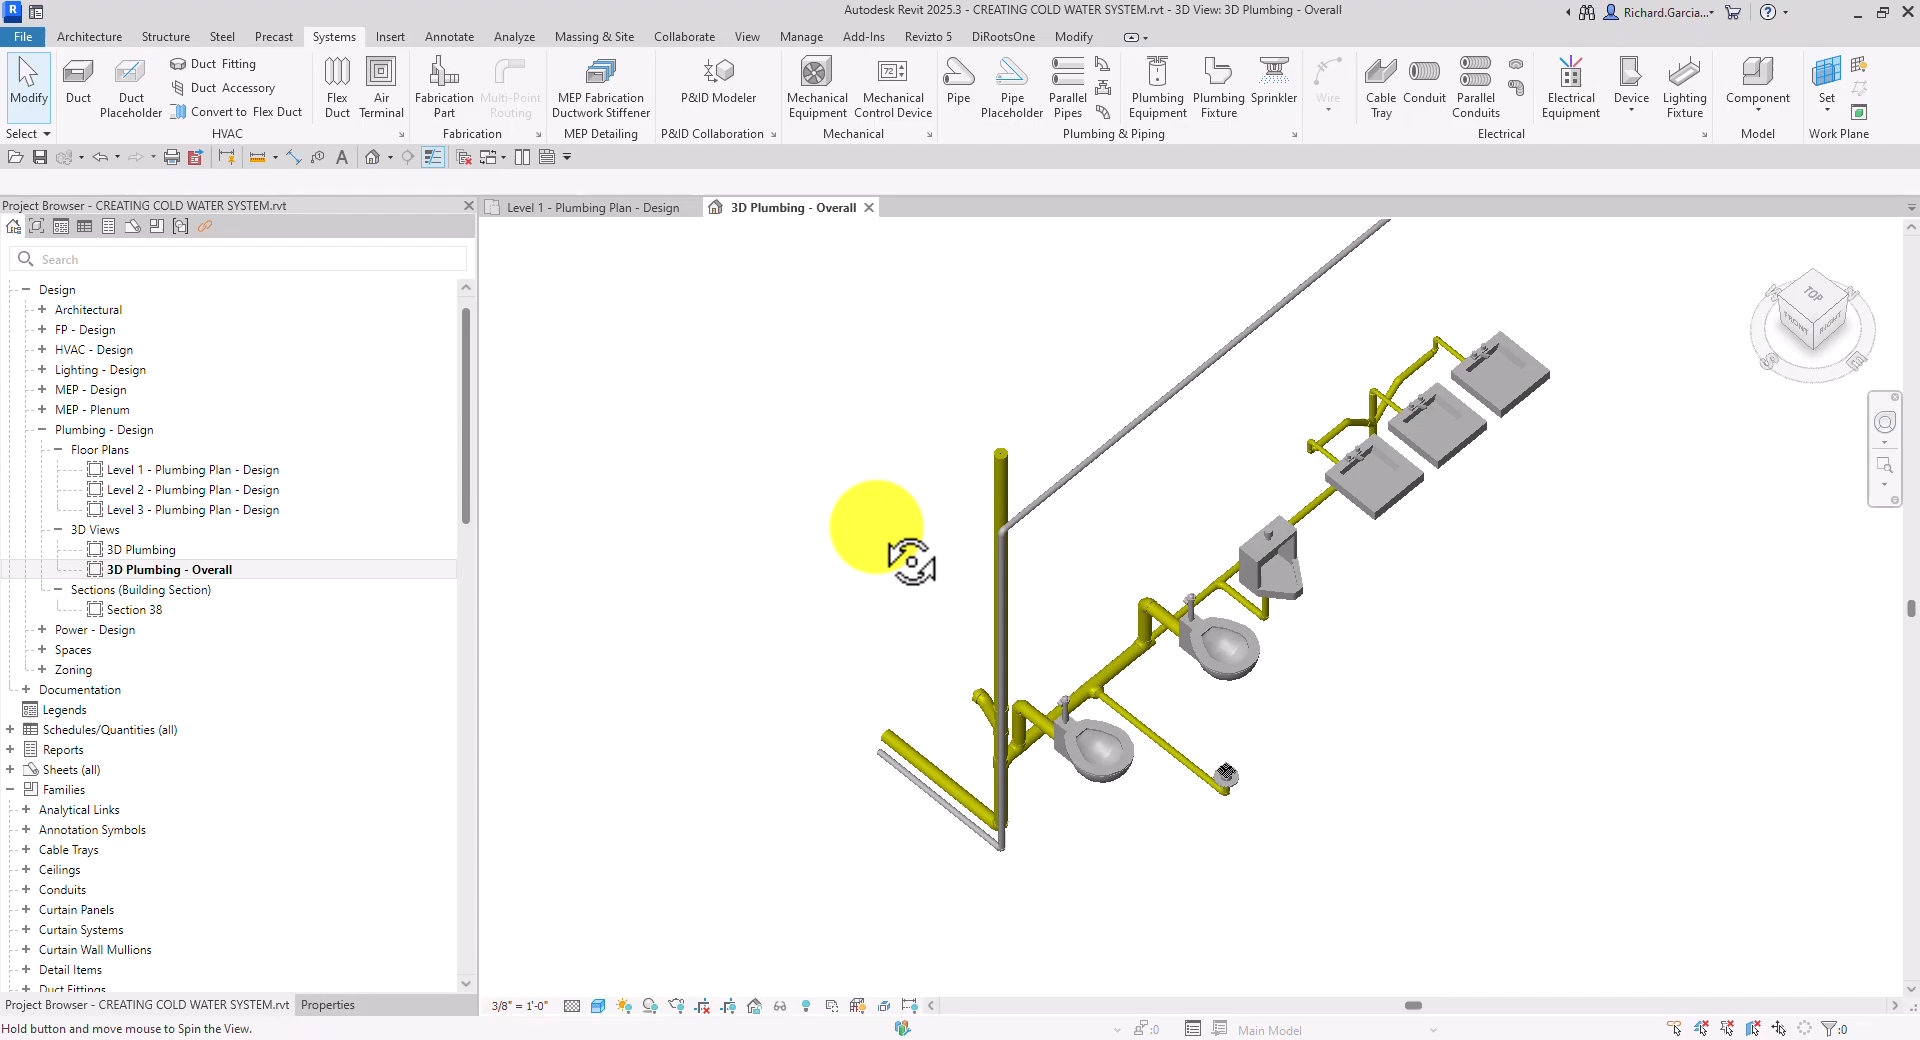 Autodesk Revit 2025.3 - CREATING COLD WATER SYSTEM.rvt - 3D View: 3D Plumbing - Overall
Richard.Garcia...
File Architecture Structure Steel Precast Systems Insert Annotate Analyze Massing & Site Collaborate View Manage Add-Ins Revizto 5 DiRootsOne Modify
Modify
Duct
Duct Placeholder
Duct Fitting
Duct Accessory
Convert to Flex Duct
Flex Duct
Air Terminal
Fabrication Part
Multi-Point Routing
MEP Fabrication Ductwork Stiffener
P&ID Modeler
Mechanical Equipment
72
Mechanical Control Device
Pipe
Pipe Placeholder
Parallel Pipes
Plumbing Equipment
Plumbing Fixture
Sprinkler
Wire
Cable Tray
Conduit
Parallel Conduits
Electrical Equipment
Device
Lighting Fixture
Component
Set
Select HVAC Fabrication MEP Detailing P&ID Collaboration Mechanical Plumbing & Piping Electrical Model Work Plane
Project Browser - CREATING COLD WATER SYSTEM.rvt
Level 1 - Plumbing Plan - Design
3D Plumbing - Overall
Search
Design
Architectural
FP - Design
HVAC - Design
Lighting - Design
MEP - Design
MEP - Plenum
Plumbing - Design
Floor Plans
Level 1 - Plumbing Plan - Design
Level 2 - Plumbing Plan - Design
Level 3 - Plumbing Plan - Design
3D Views
3D Plumbing
3D Plumbing - Overall
Sections (Building Section)
Section 38
Power - Design
Spaces
Zoning
Documentation
Legends
Schedules/Quantities (all)
Reports
Sheets (all)
Families
Analytical Links
Annotation Symbols
Cable Trays
Ceilings
Conduits
Curtain Panels
Curtain Systems
Curtain Wall Mullions
Detail Items
Duct Fittings
TOP
FRONT
RIGHT
Project Browser - CREATING COLD WATER SYSTEM.rvt Properties
3/8" = 1'-0"
Hold button and move mouse to Spin the View.
:0
Main Model
:0